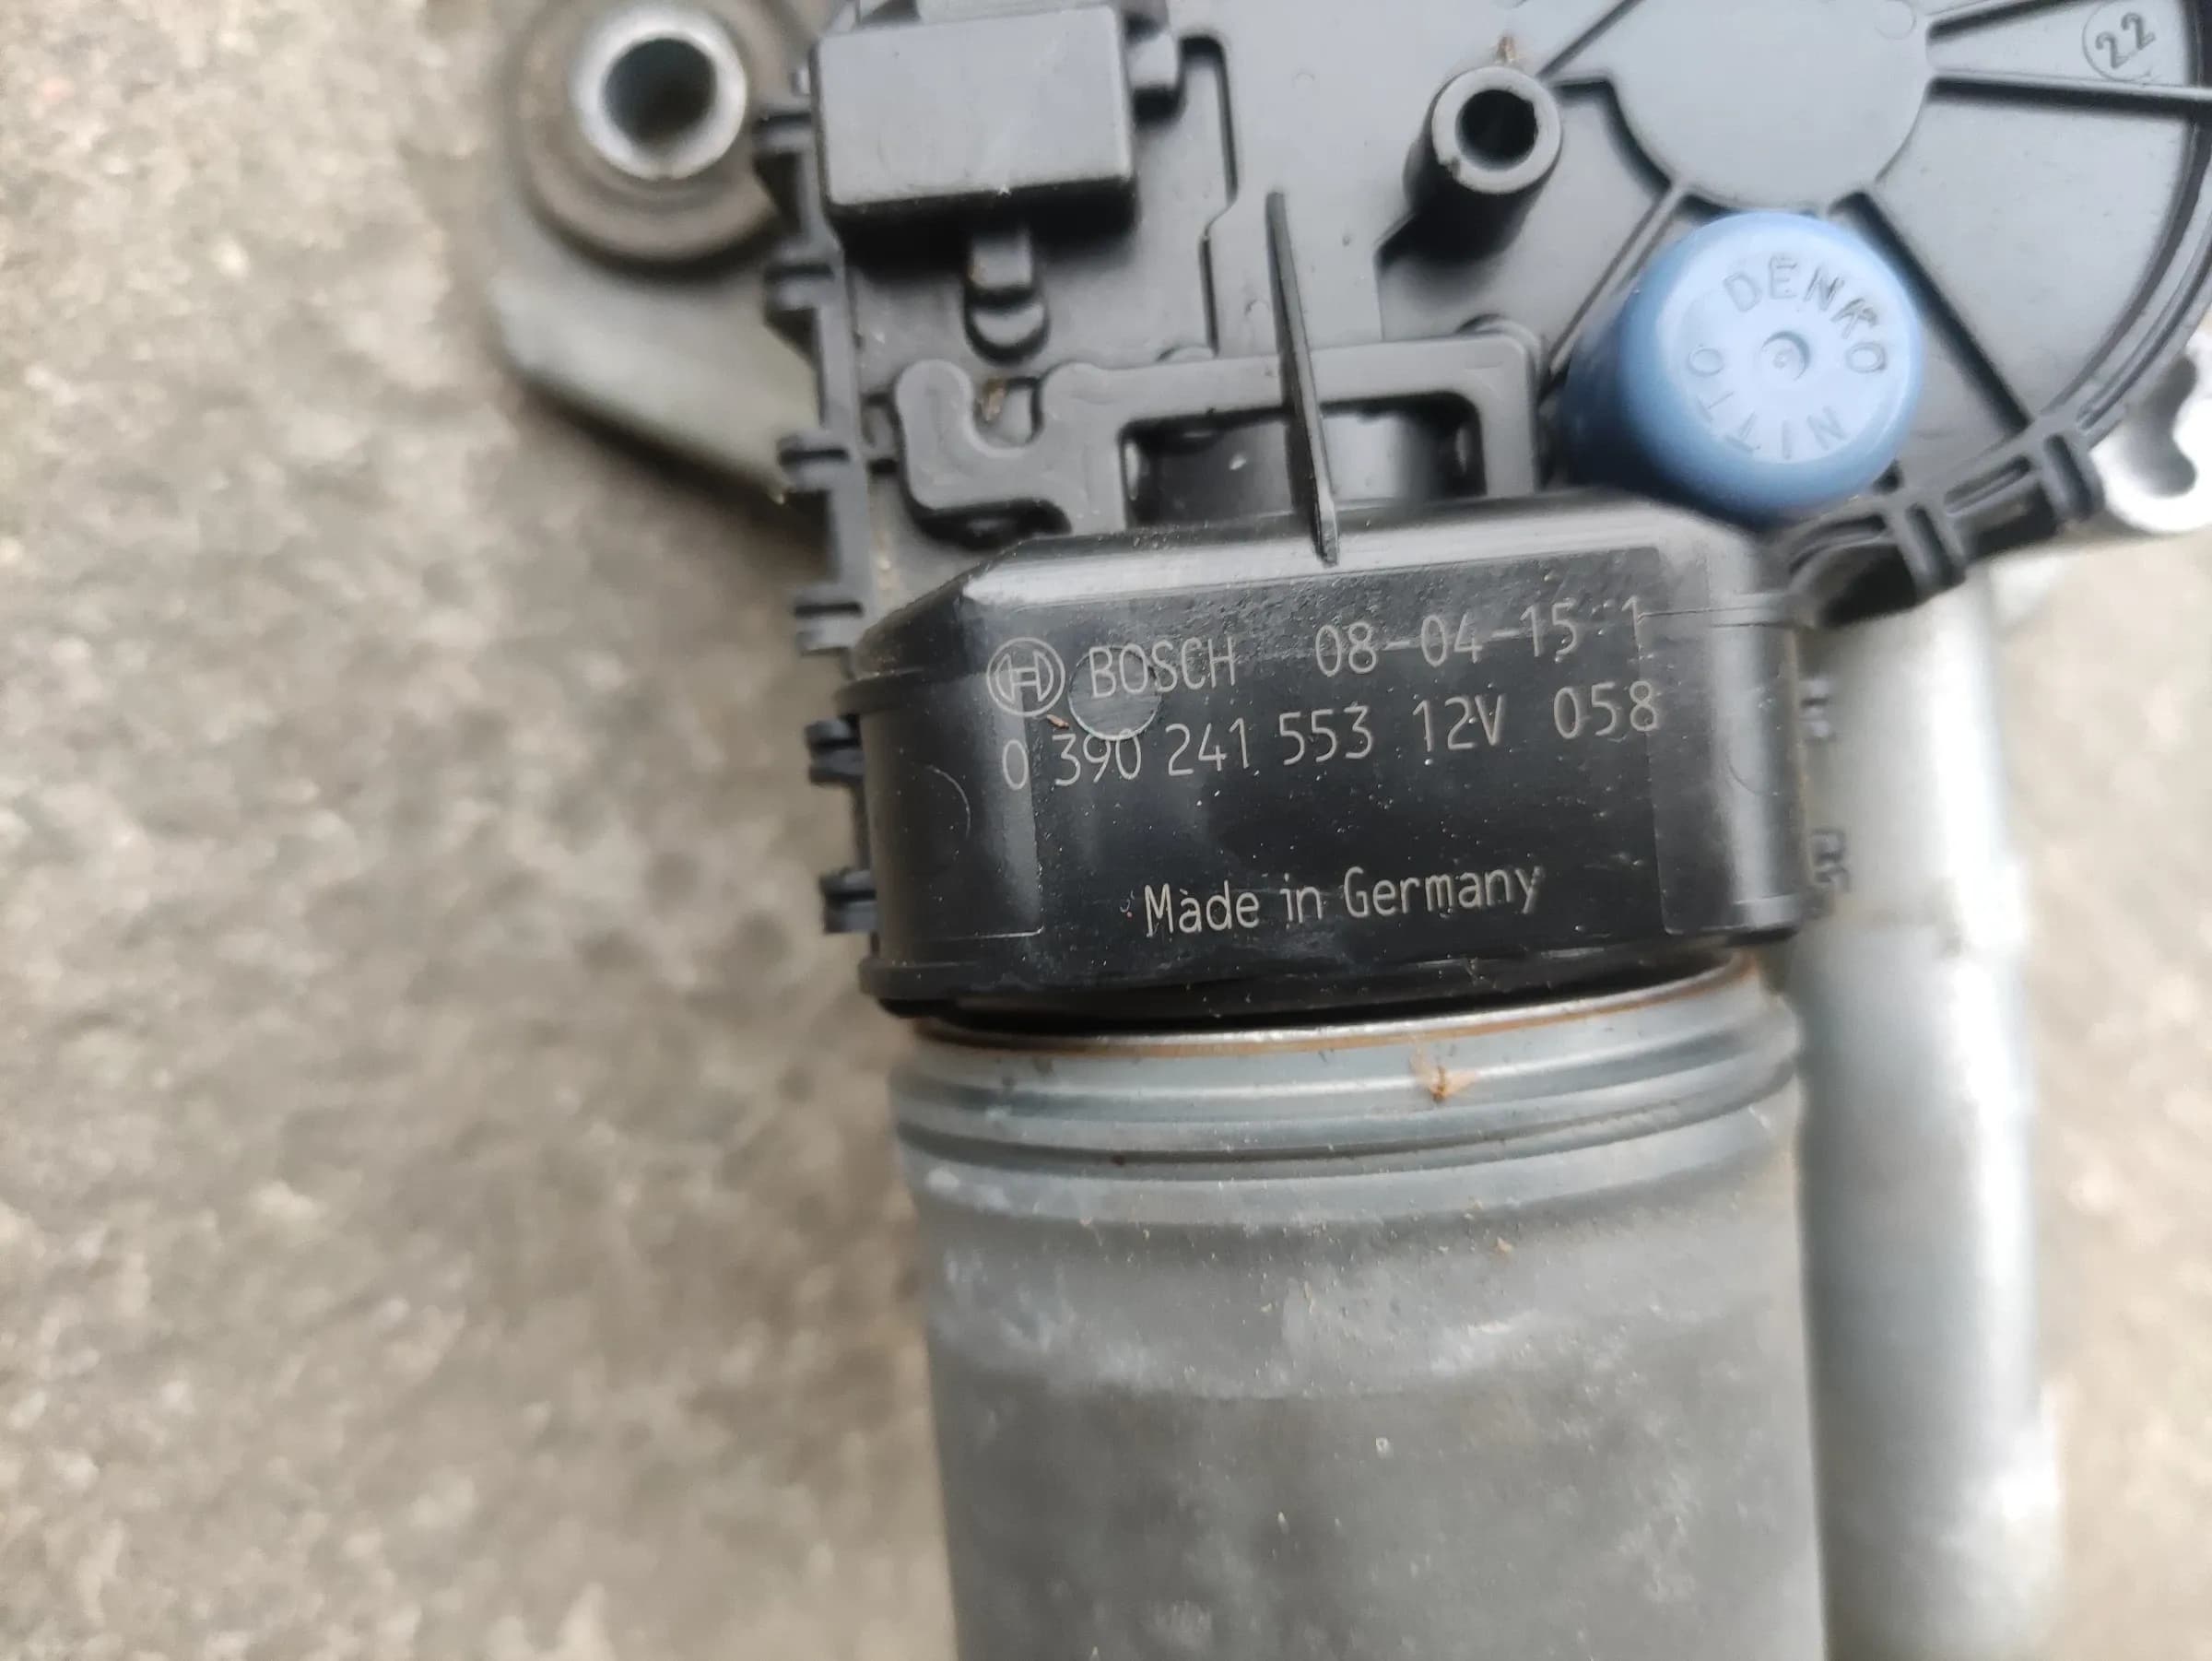 22
NITTO DENKO
BOSCH 08-04-15 1
0 390 241 553 12V 058
Made in Germany